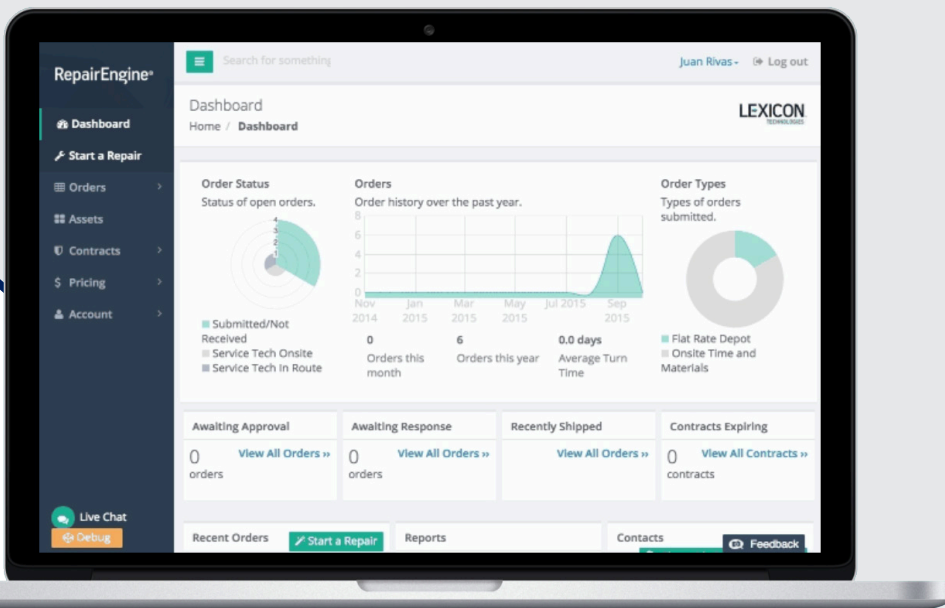 RepairEngine®
Search for something
Juan Rivas
Log out
Dashboard
Start a Repair
Orders
Assets
Contracts
$ Pricing
Account
Live Chat
Debug
Dashboard
Home / Dashboard
LEXICON
TECHNOLOGIES
Order Status
Status of open orders.
4
3
2
1
Submitted/Not
Received
Service Tech Onsite
Service Tech In Route
Orders
Order history over the past year.
8
6
4
2
0
Nov Jan Mar May Jul 2015 Sep
2014 2015 2015 2015 2015
0 6 0.0 days
Orders this Orders this year Average Turn
month Time
Order Types
Types of orders
submitted.
Flat Rate Depot
Onsite Time and
Materials
Awaiting Approval
0 View All Orders ››
orders
Awaiting Response
0 View All Orders ››
orders
Recently Shipped
View All Orders ››
Contracts Expiring
0 View All Contracts ››
contracts
Recent Orders
Start a Repair
Reports
Contacts
Feedback